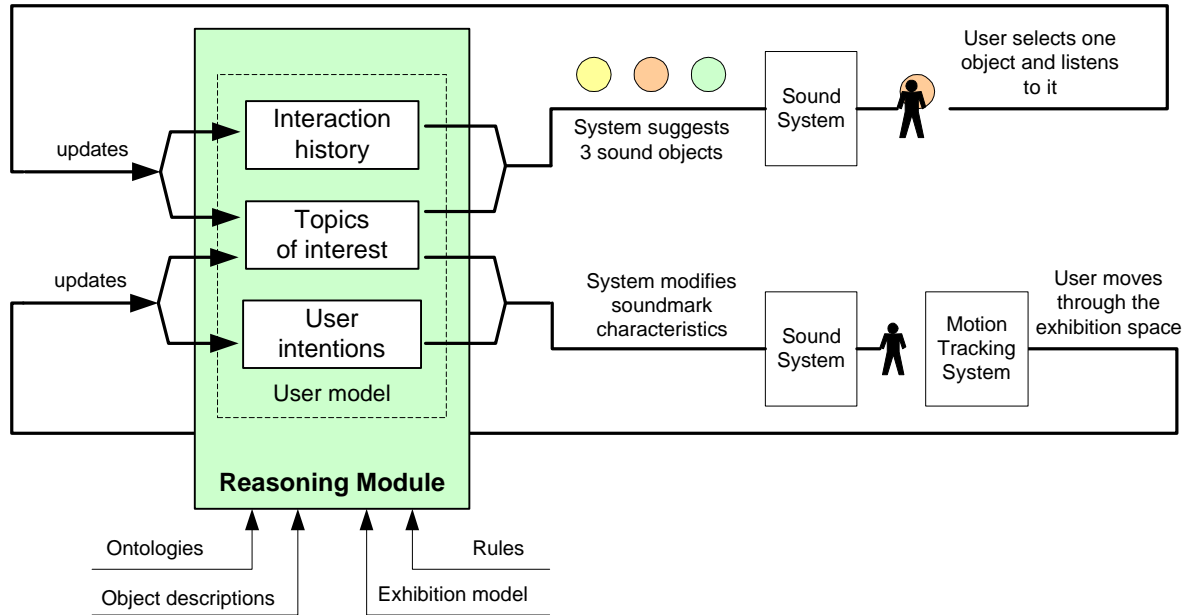 User selects one
object and listens
to it
Sound
System
System suggests
3 sound objects
Interaction
history
updates
Topics
of interest
updates
System modifies
soundmark
characteristics
User moves
through the
exhibition space
Sound
System
Motion
Tracking
System
User
intentions
User model
Reasoning Module
Ontologies
Rules
Object descriptions
Exhibition model